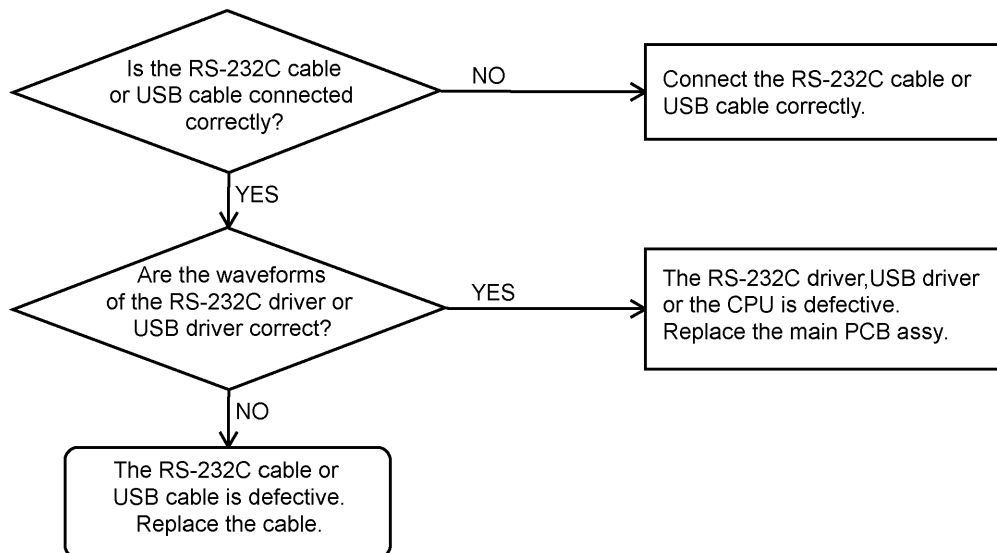 Is the RS-232C cable
or USB cable connected
correctly?
NO
Connect the RS-232C cable or
USB cable correctly.
YES
Are the waveforms
of the RS-232C driver or
USB driver correct?
YES
The RS-232C driver,USB driver
or the CPU is defective.
Replace the main PCB assy.
NO
The RS-232C cable or
USB cable is defective.
Replace the cable.